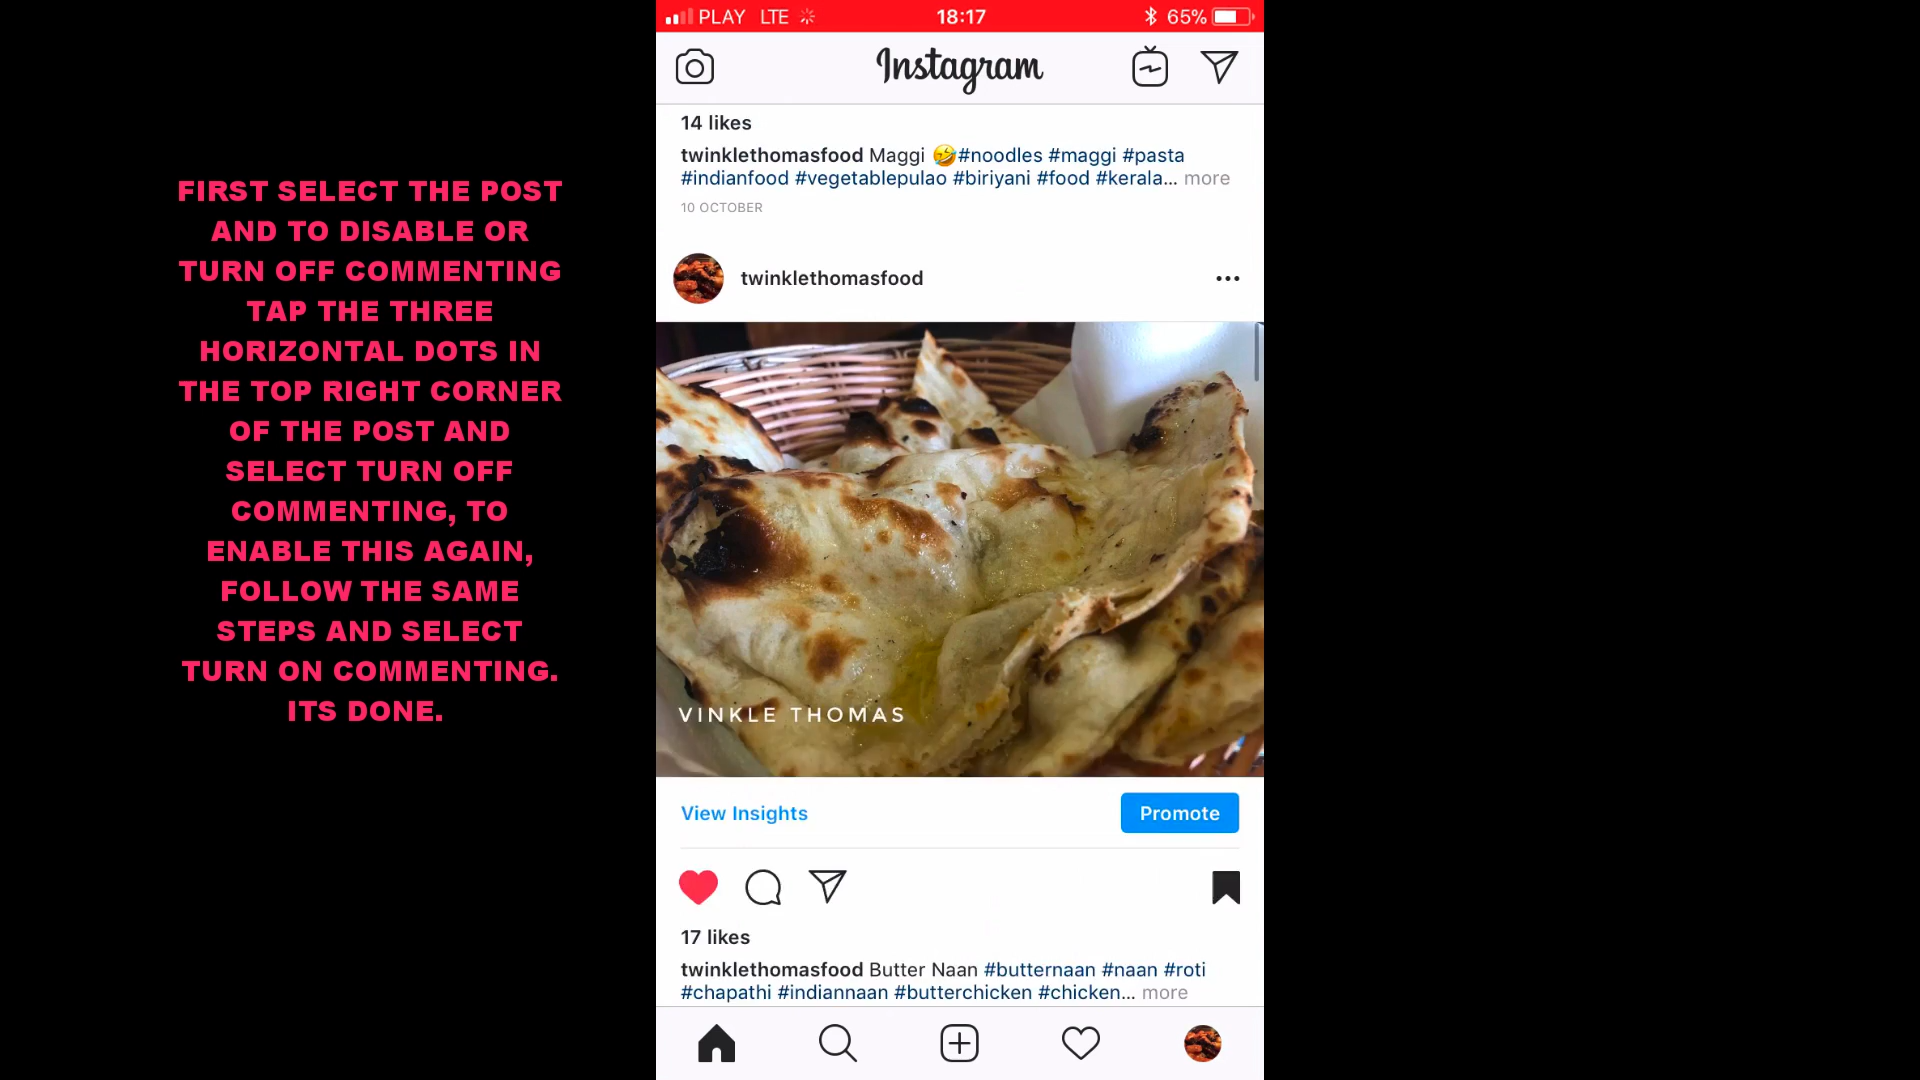 FIRST SELECT THE POST
AND TO DISABLE OR
TURN OFF COMMENTING
TAP THE THREE
HORIZONTAL DOTS IN
THE TOP RIGHT CORNER
OF THE POST AND
SELECT TURN OFF
COMMENTING, TO
ENABLE THIS AGAIN,
FOLLOW THE SAME
STEPS AND SELECT
TURN ON COMMENTING.
ITS DONE.
PLAY LTE 18:17 65%
Instagram
14 likes
twinklethomasfood Maggi 🤣#noodles #maggi #pasta
#indianfood #vegetablepulao #biriyani #food #kerala... more
10 OCTOBER
twinklethomasfood
VINKLE THOMAS
View Insights Promote
17 likes
twinklethomasfood Butter Naan #butternaan #naan #roti
#chapathi #indiannaan #butterchicken #chicken... more